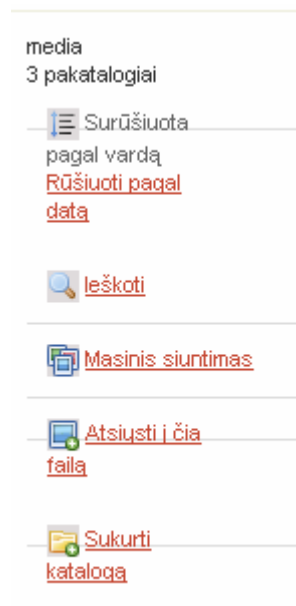 media
3 pakatalogiai
Surūšiuota
pagal vardą
Rūšiuoti pagal
datą
Ieškoti
Masinis siuntimas
Atsiųsti į čia
failą
Sukurti
katalogą